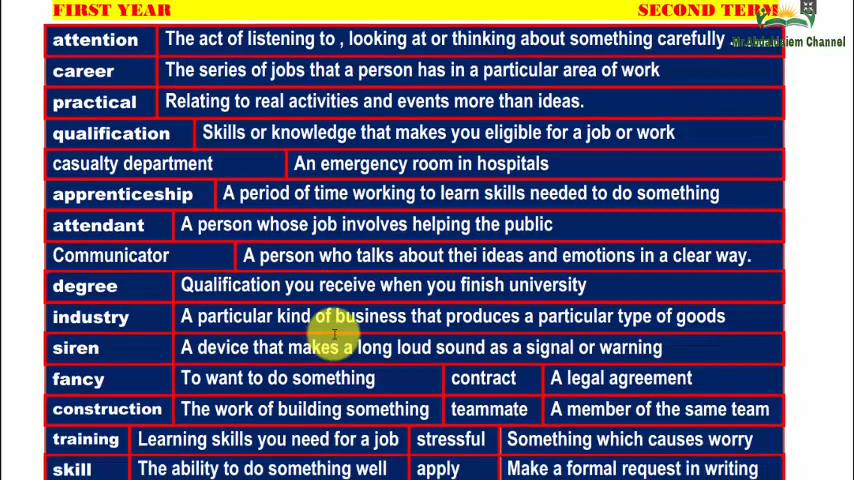 FIRST YEAR SECOND TERM
Mr.Abdaldaiem Channel
attention The act of listening to , looking at or thinking about something carefully .
career The series of jobs that a person has in a particular area of work
practical Relating to real activities and events more than ideas.
qualification Skills or knowledge that makes you eligible for a job or work
casualty department An emergency room in hospitals
apprenticeship A period of time working to learn skills needed to do something
attendant A person whose job involves helping the public
Communicator A person who talks about thei ideas and emotions in a clear way.
degree Qualification you receive when you finish university
industry A particular kind of business that produces a particular type of goods
siren A device that makes a long loud sound as a signal or warning
fancy To want to do something contract A legal agreement
construction The work of building something teammate A member of the same team
training Learning skills you need for a job stressful Something which causes worry
skill The ability to do something well apply Make a formal request in writing